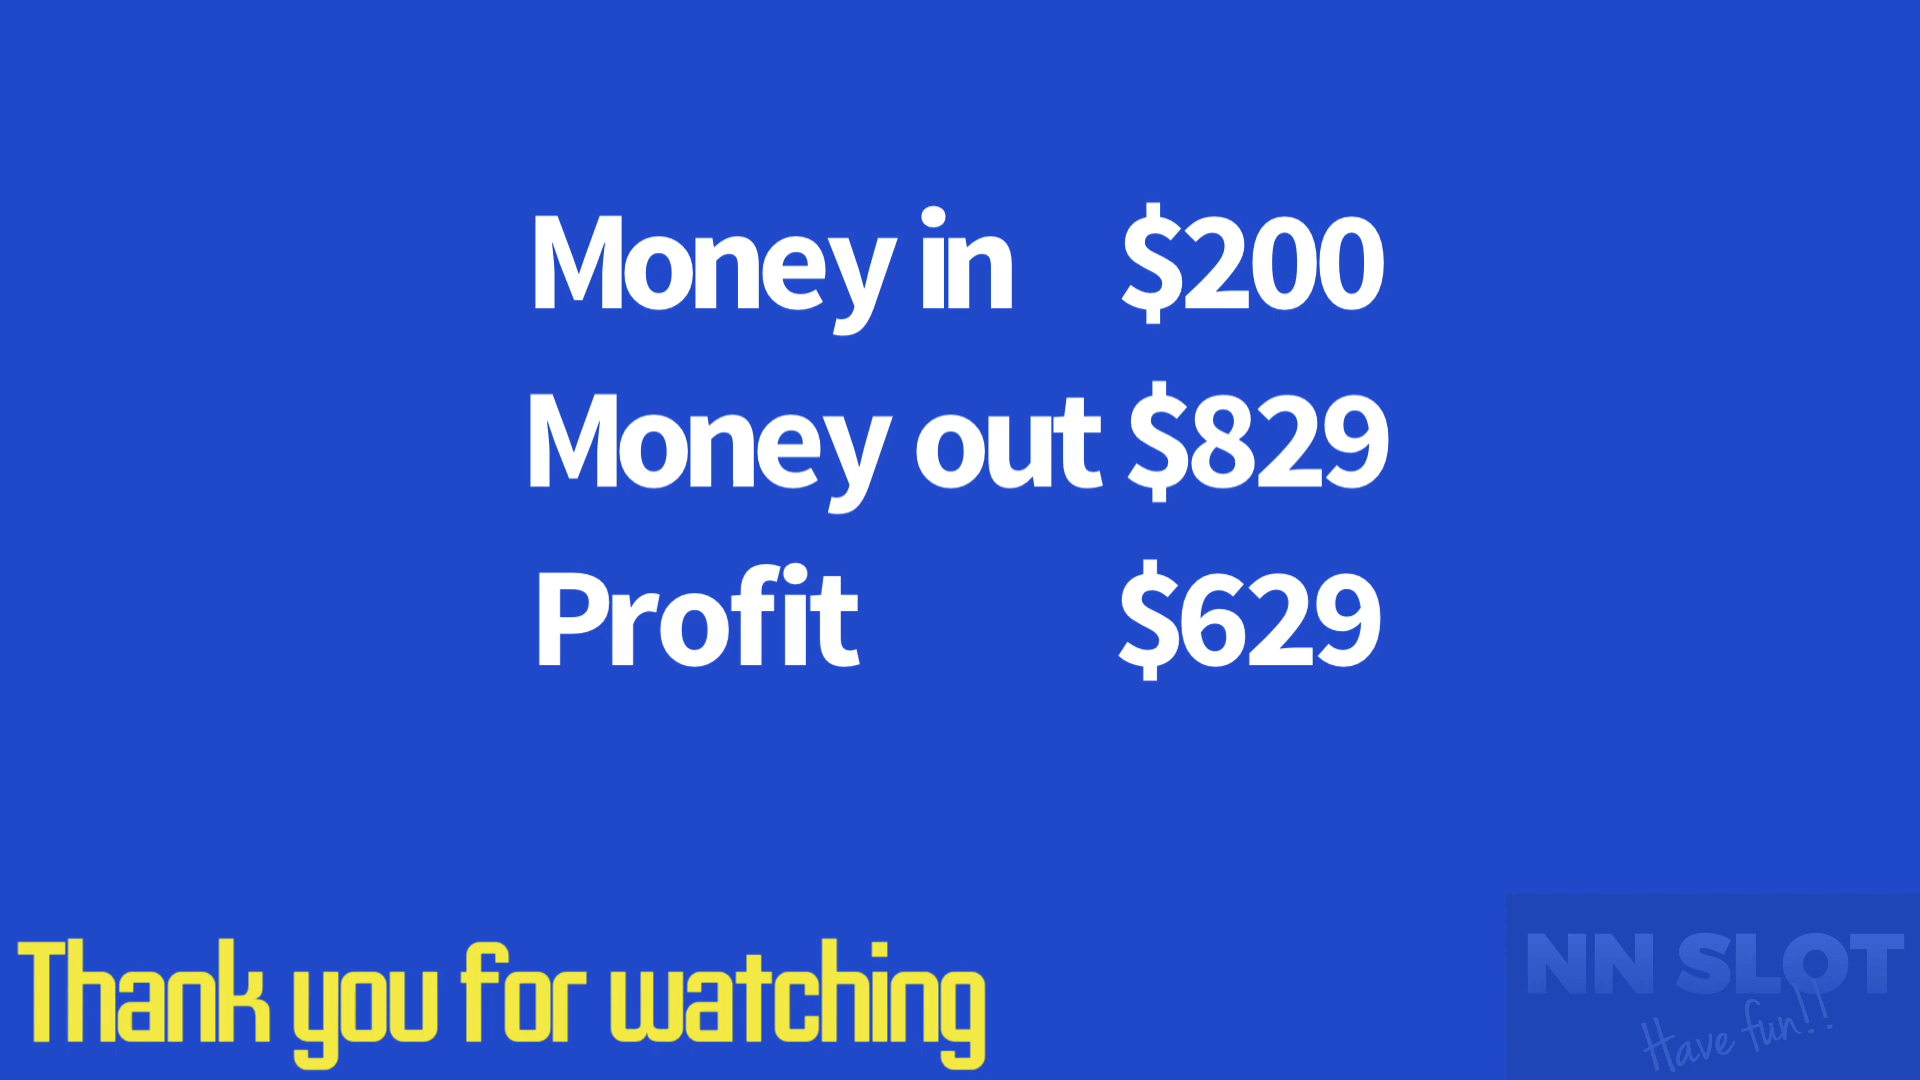 Money in $200
Money out $829
Profit $629
Thank you for watching
NN SLOT
Have fun!!